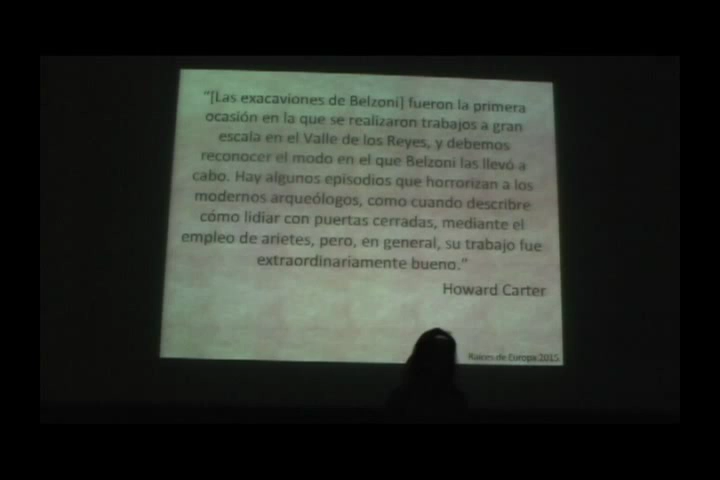 "[Las exacaviones de Belzoni] fueron la primera
ocasión en la que se realizaron trabajos a gran
escala en el Valle de los Reyes, y debemos
reconocer el modo en el que Belzoni las llevó a
cabo. Hay algunos episodios que horrorizan a los
modernos arqueólogos, como cuando describre
cómo lidiar con puertas cerradas, mediante el
empleo de arietes, pero, en general, su trabajo fue
extraordinariamente bueno."
Howard Carter
Raíces de Europa 2015